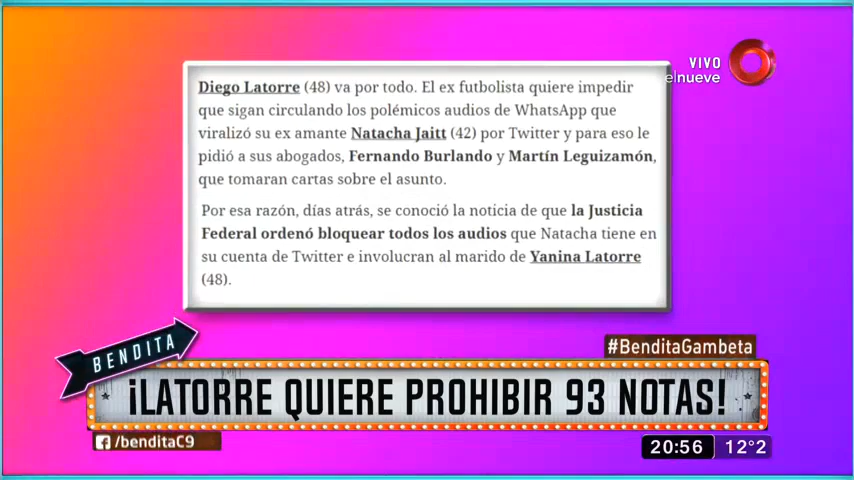 VIVO
elnueve
Diego Latorre (48) va por todo. El ex futbolista quiere impedir
que sigan circulando los polémicos audios de WhatsApp que
viralizó su ex amante Natacha Jaitt (42) por Twitter y para eso le
pidió a sus abogados, Fernando Burlando y Martín Leguizamón,
que tomaran cartas sobre el asunto.
Por esa razón, días atrás, se conoció la noticia de que la Justicia
Federal ordenó bloquear todos los audios que Natacha tiene en
su cuenta de Twitter e involucran al marido de Yanina Latorre
(48).
BENDITA
#BenditaGambeta
¡LATORRE QUIERE PROHIBIR 93 NOTAS!
/benditaC9
20:56 12°2